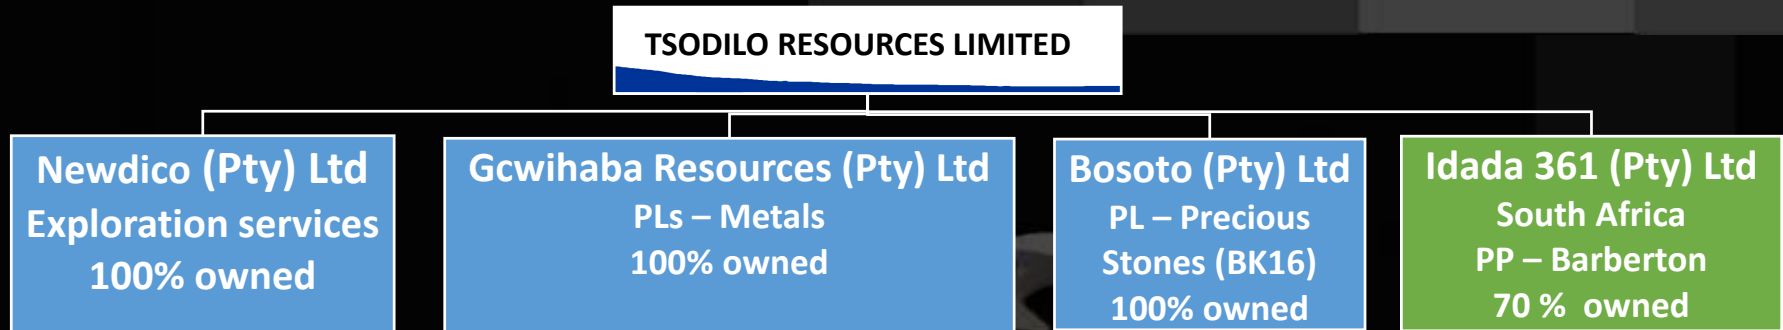 TSODILO RESOURCES LIMITED
Newdico (Pty) Ltd
Exploration services
100% owned
Gcwihaba Resources (Pty) Ltd
PLs – Metals
100% owned
Bosoto (Pty) Ltd
PL – Precious
Stones (BK16)
100% owned
Idada 361 (Pty) Ltd
South Africa
PP – Barberton
70 % owned